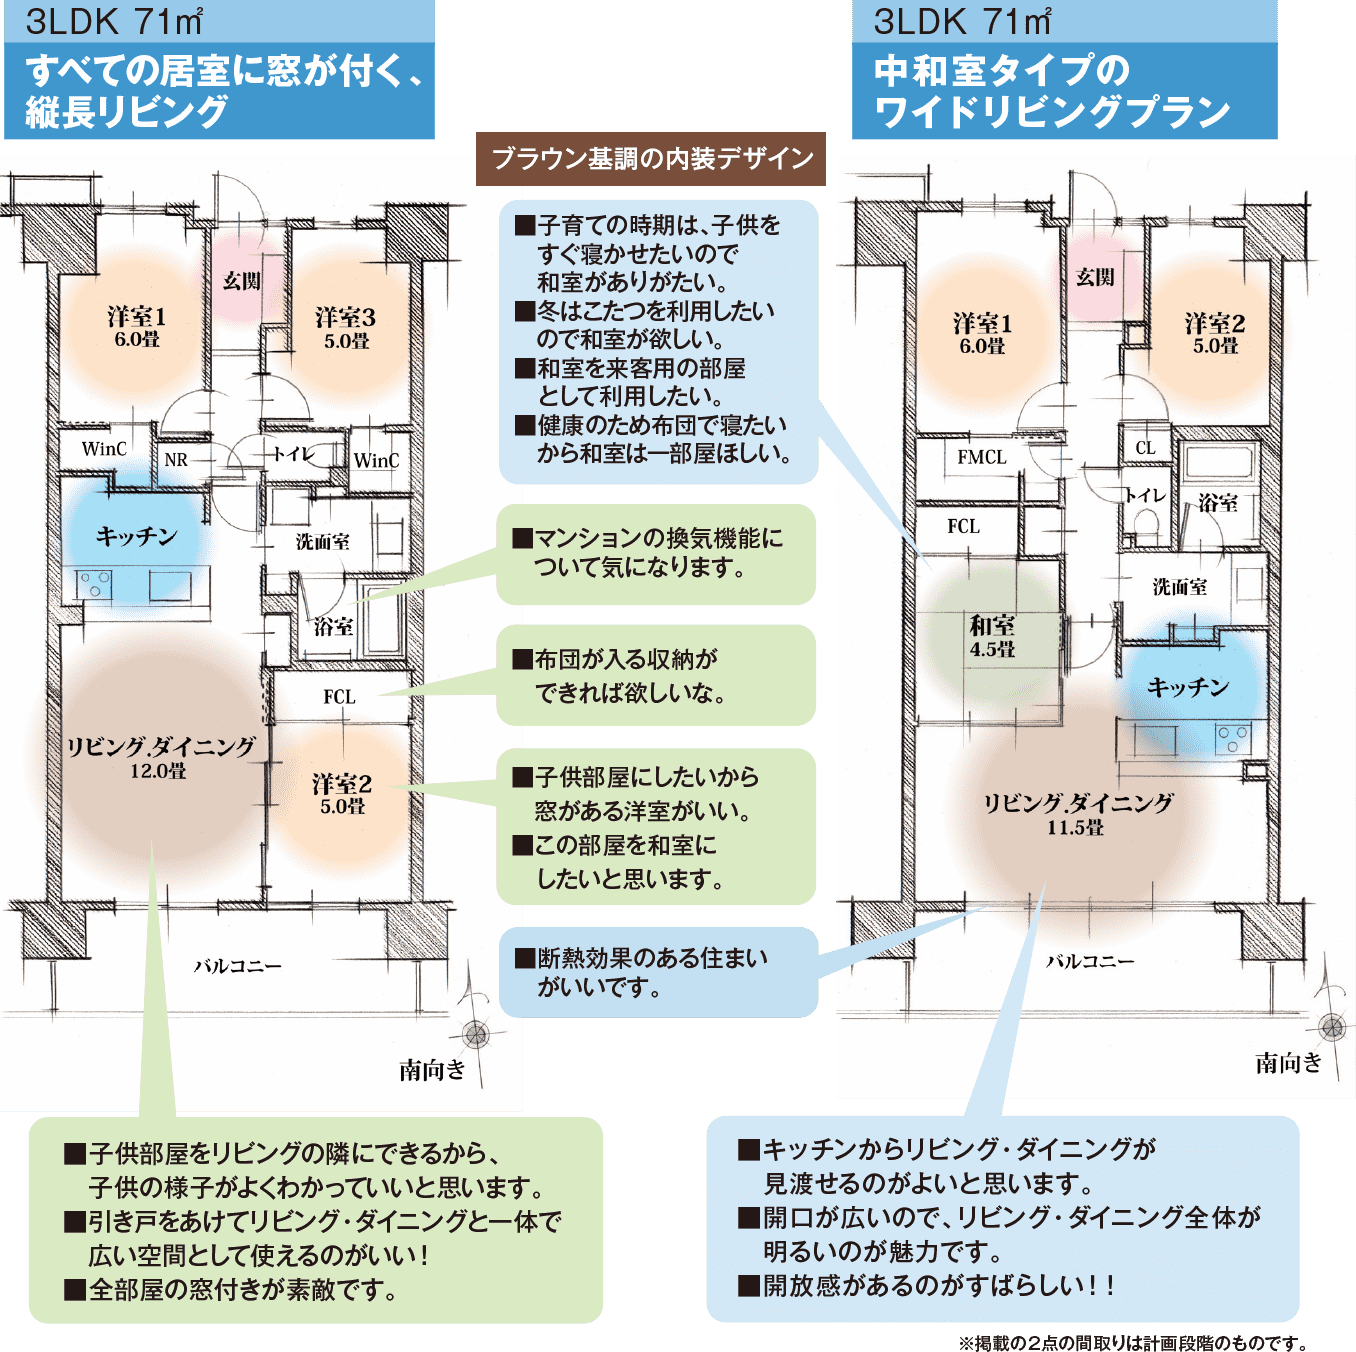 3LDK 71㎡
すべての居室に窓が付く、
縦長リビング
3LDK 71㎡
中和室タイプの
ワイドリビングプラン
ブラウン基調の内装デザイン
■子育ての時期は、子供を
すぐ寝かせたいので
和室がありがたい。
■冬はこたつを利用したい
ので和室が欲しい。
■和室を来客用の部屋
として利用したい。
■健康のため布団で寝たい
から和室は一部屋ほしい。
■マンションの換気機能に
ついて気になります。
■布団が入る収納が
できれば欲しいな。
■子供部屋にしたいから
窓がある洋室がいい。
■この部屋を和室に
したいと思います。
■断熱効果のある住まい
がいいです。
洋室1
6.0畳
玄関
洋室3
5.0畳
WinC
NR
トイレ
WinC
キッチン
洗面室
浴室
FCL
リビング.ダイニング
12.0畳
洋室2
5.0畳
バルコニー
南向き
洋室1
6.0畳
玄関
洋室2
5.0畳
FMCL
CL
トイレ
浴室
FCL
洗面室
和室
4.5畳
キッチン
リビング.ダイニング
11.5畳
バルコニー
南向き
■子供部屋をリビングの隣にできるから、
子供の様子がよくわかっていいと思います。
■引き戸をあけてリビング・ダイニングと一体で
広い空間として使えるのがいい！
■全部屋の窓付きが素敵です。
■キッチンからリビング・ダイニングが
見渡せるのがよいと思います。
■開口が広いので、リビング・ダイニング全体が
明るいのが魅力です。
■開放感があるのがすばらしい！！
※掲載の2点の間取りは計画段階のものです。